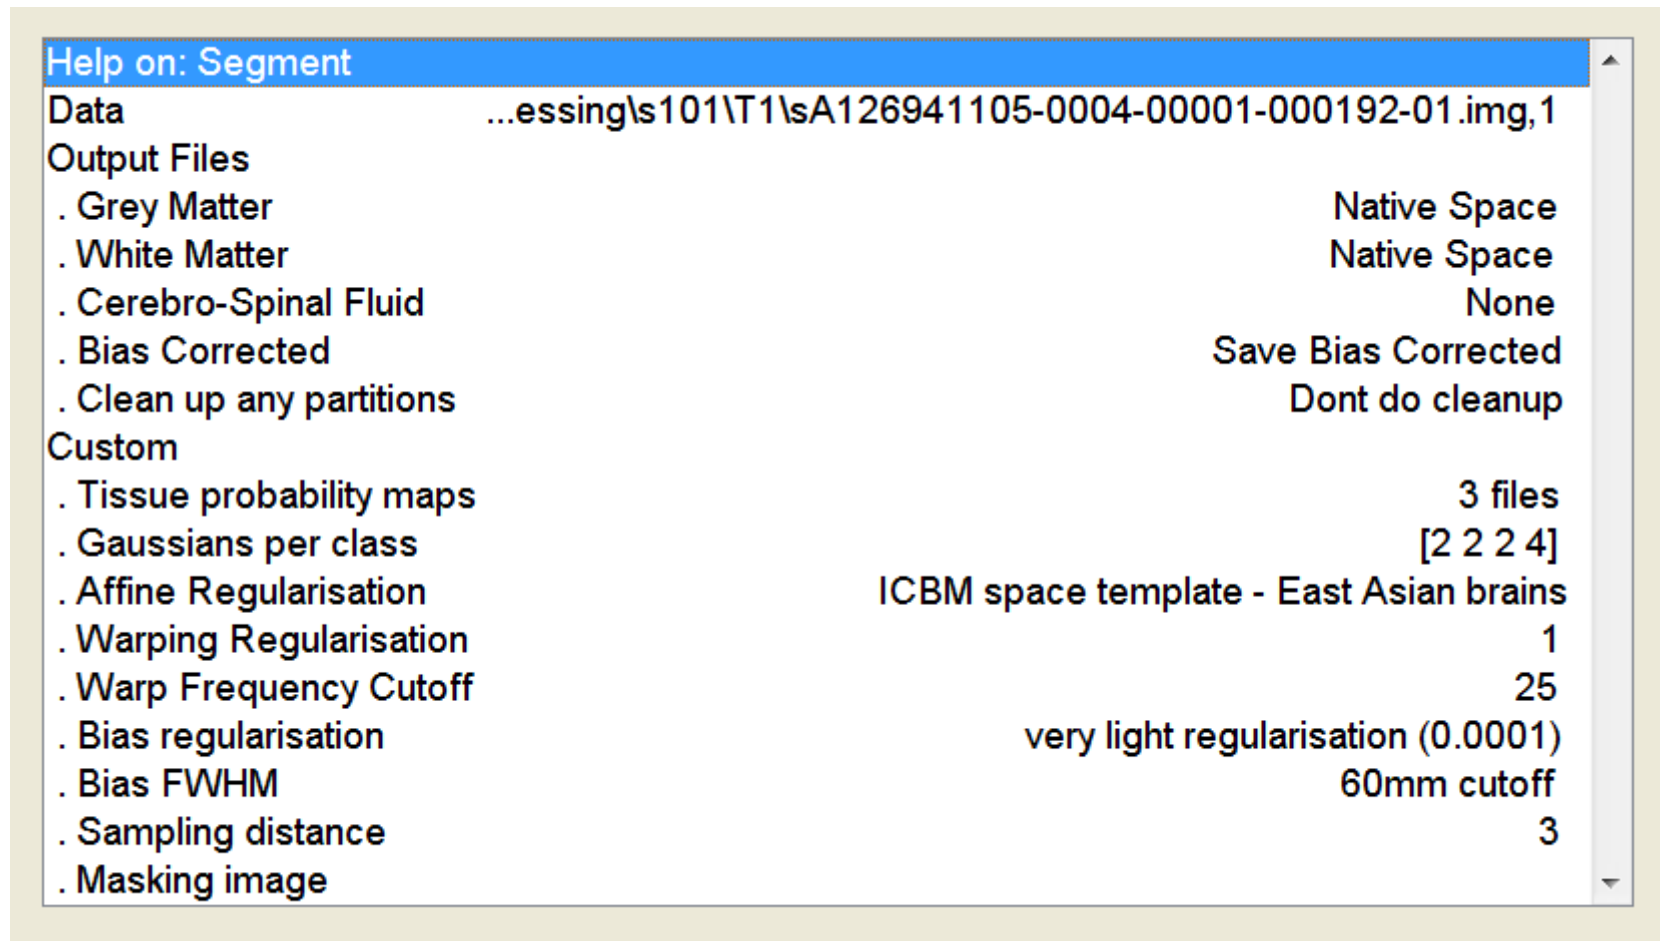 Help on: Segment
Data ...essing\s101\T1\sA126941105-0004-00001-000192-01.img,1
Output Files
. Grey Matter Native Space
. White Matter Native Space
. Cerebro-Spinal Fluid None
. Bias Corrected Save Bias Corrected
. Clean up any partitions Dont do cleanup
Custom
. Tissue probability maps 3 files
. Gaussians per class [2 2 2 4]
. Affine Regularisation ICBM space template - East Asian brains
. Warping Regularisation 1
. Warp Frequency Cutoff 25
. Bias regularisation very light regularisation (0.0001)
. Bias FWHM 60mm cutoff
. Sampling distance 3
. Masking image